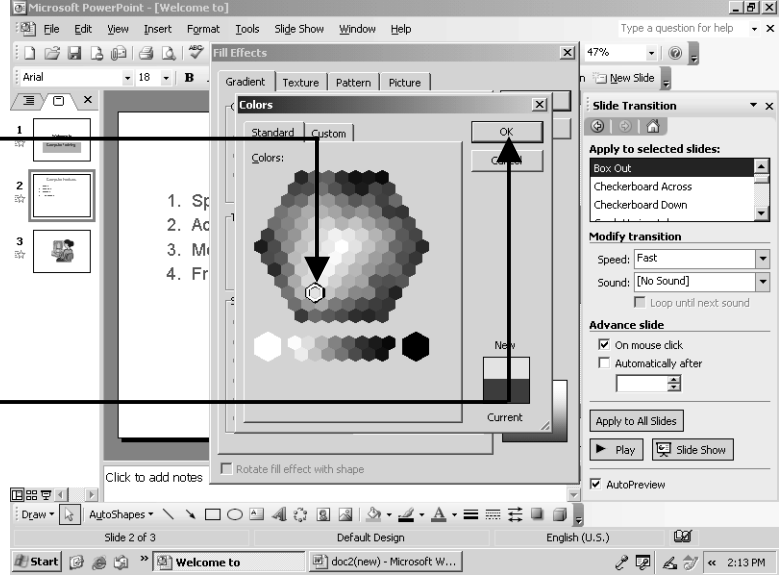 Microsoft PowerPoint - [Welcome to]
File Edit View Insert Format Tools Slide Show Window Help
Type a question for help
47%
Arial 18 B
New Slide
Fill Effects
Gradient Texture Pattern Picture
Colors
Standard Custom
OK
Cancel
Colors:
New
Current
Rotate fill effect with shape
1
2
3
1. Sp
2. Ac
3. Mo
4. Fr
Click to add notes
Slide Transition
Apply to selected slides:
Box Out
Checkerboard Across
Checkerboard Down
Modify transition
Speed: Fast
Sound: [No Sound]
Loop until next sound
Advance slide
On mouse click
Automatically after
Apply to All Slides
Play Slide Show
AutoPreview
Draw AutoShapes
Slide 2 of 3 Default Design English (U.S.)
Start Welcome to doc2(new) - Microsoft W... 2:13 PM